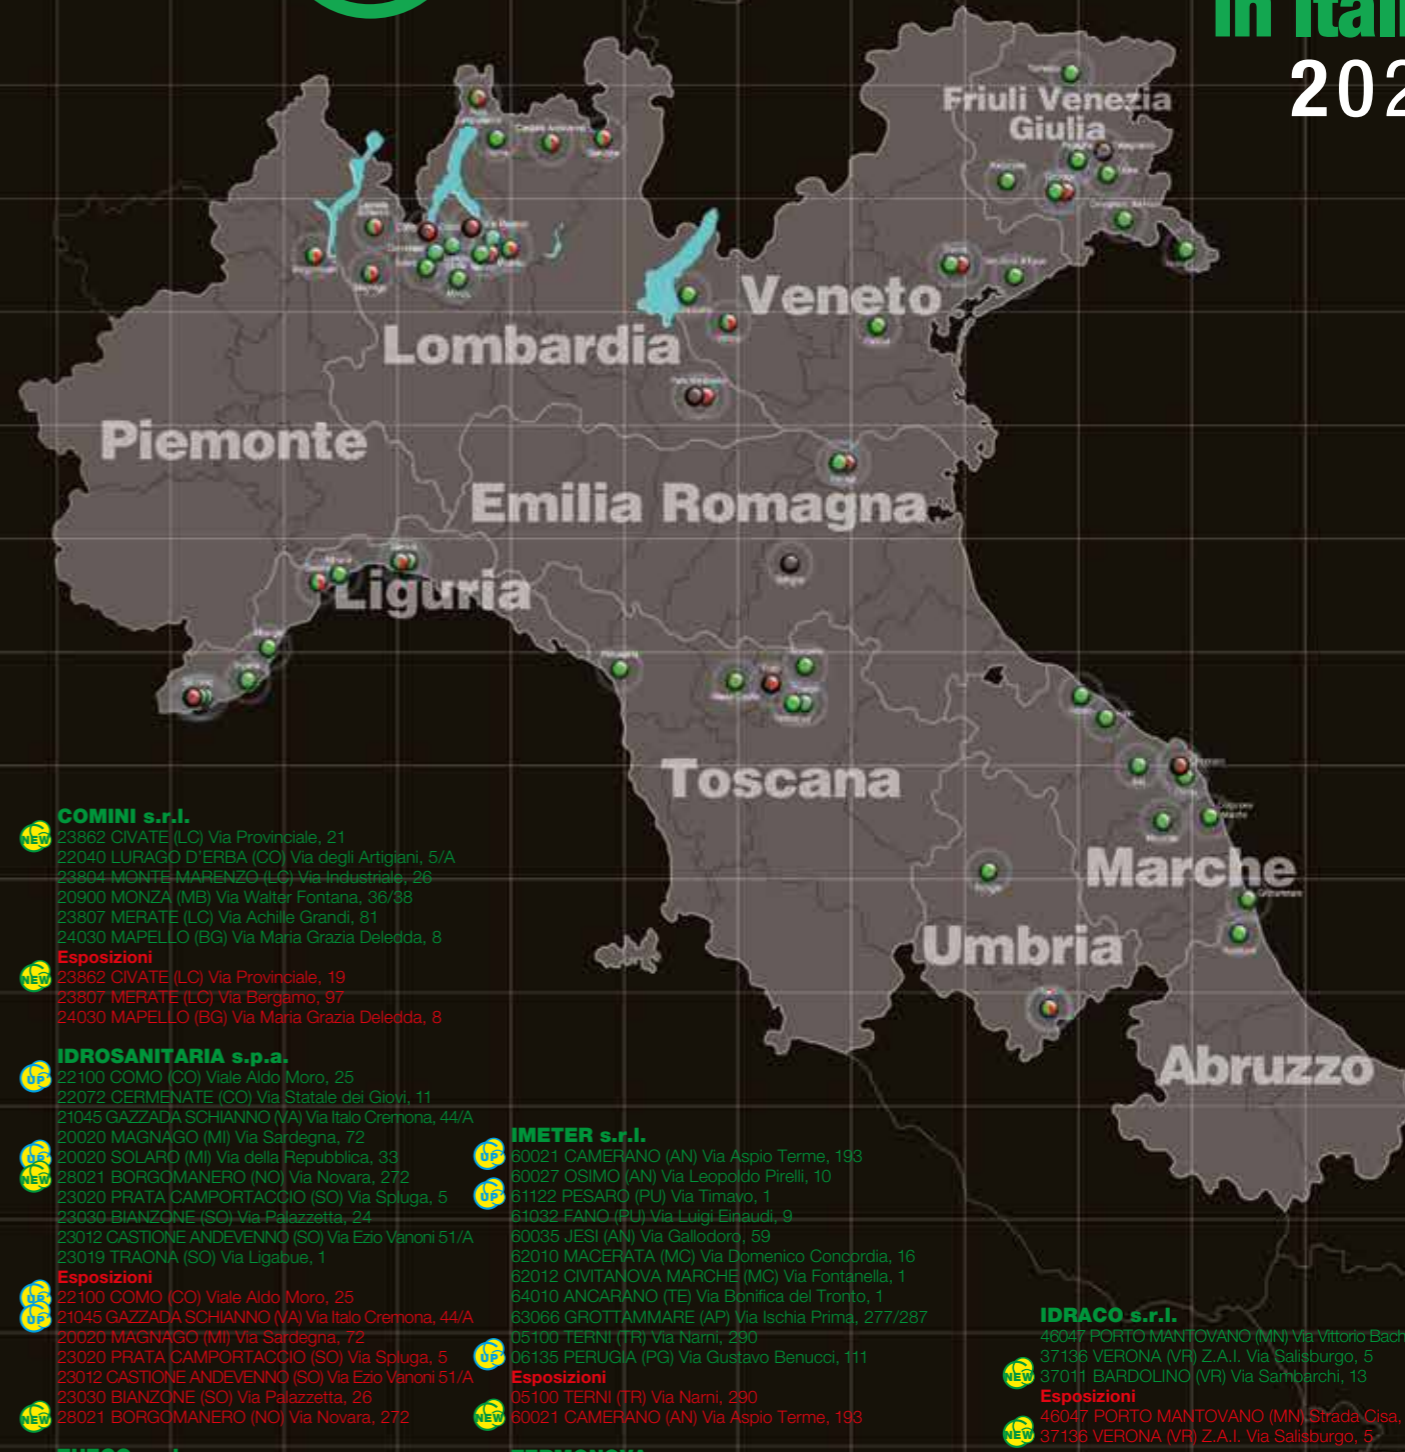 in Ital
202
Friuli Venezia
Giulia
Veneto
Lombardia
Piemonte
Emilia Romagna
Liguria
Toscana
Marche
Umbria
Abruzzo
COMINI s.r.l.
NEW 23862 CIVATE (LC) Via Provinciale, 21
22040 LURAGO D'ERBA (CO) Via degli Artigiani, 5/A
23804 MONTE MARENZO (LC) Via Industriale, 26
20900 MONZA (MB) Via Walter Fontana, 36/38
23807 MERATE (LC) Via Achille Grandi, 81
24030 MAPELLO (BG) Via Maria Grazia Deledda, 8
Esposizioni
NEW 23862 CIVATE (LC) Via Provinciale, 19
23807 MERATE (LC) Via Bergamo, 97
24030 MAPELLO (BG) Via Maria Grazia Deledda, 8
IDROSANITARIA s.p.a.
UP 22100 COMO (CO) Viale Aldo Moro, 25
22072 CERMENATE (CO) Via Statale dei Giovi, 11
21045 GAZZADA SCHIANNO (VA) Via Italo Cremona, 44/A
20020 MAGNAGO (MI) Via Sardegna, 72
UP 20020 SOLARO (MI) Via della Repubblica, 33
NEW 28021 BORGOMANERO (NO) Via Novara, 272
23020 PRATA CAMPORTACCIO (SO) Via Spluga, 5
23030 BIANZONE (SO) Via Palazzetta, 24
23012 CASTIONE ANDEVENNO (SO) Via Ezio Vanoni 51/A
23019 TRAONA (SO) Via Ligabue, 1
Esposizioni
UP 22100 COMO (CO) Viale Aldo Moro, 25
UP 21045 GAZZADA SCHIANNO (VA) Via Italo Cremona, 44/A
20020 MAGNAGO (MI) Via Sardegna, 72
23020 PRATA CAMPORTACCIO (SO) Via Spluga, 5
23012 CASTIONE ANDEVENNO (SO) Via Ezio Vanoni 51/A
23030 BIANZONE (SO) Via Palazzetta, 26
NEW 28021 BORGOMANERO (NO) Via Novara, 272
IMETER s.r.l.
UP 60021 CAMERANO (AN) Via Aspio Terme, 193
60027 OSIMO (AN) Via Leopoldo Pirelli, 10
UP 61122 PESARO (PU) Via Timavo, 1
61032 FANO (PU) Via Luigi Einaudi, 9
60035 JESI (AN) Via Gallodoro, 59
62010 MACERATA (MC) Via Domenico Concordia, 16
62012 CIVITANOVA MARCHE (MC) Via Fontanella, 1
64010 ANCARANO (TE) Via Bonifica del Tronto, 1
63066 GROTTAMMARE (AP) Via Ischia Prima, 277/287
05100 TERNI (TR) Via Narni, 290
UP 06135 PERUGIA (PG) Via Gustavo Benucci, 111
Esposizioni
05100 TERNI (TR) Via Narni, 290
NEW 60021 CAMERANO (AN) Via Aspio Terme, 193
IDRACO s.r.l.
46047 PORTO MANTOVANO (MN) Via Vittorio Bach
37136 VERONA (VR) Z.A.I. Via Salisburgo, 5
NEW 37011 BARDOLINO (VR) Via Sambarchi, 13
Esposizioni
46047 PORTO MANTOVANO (MN) Strada Cisa,
NEW 37136 VERONA (VR) Z.A.I. Via Salisburgo, 5